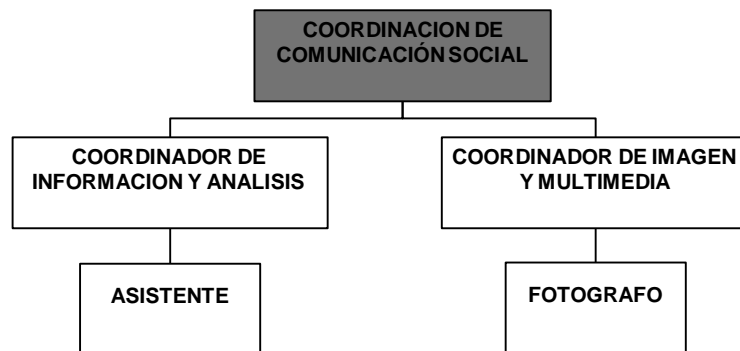 COORDINACION DE
COMUNICACIÓN SOCIAL
COORDINADOR DE
INFORMACION Y ANALISIS
COORDINADOR DE IMAGEN
Y MULTIMEDIA
ASISTENTE
FOTOGRAFO